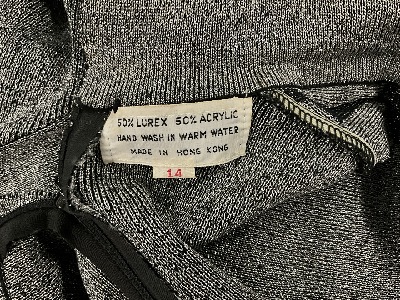 50% LUREX 50% ACRYLIC
HAND WASH IN WARM WATER
MADE IN HONG KONG
14